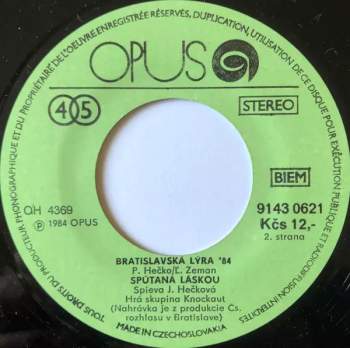 TOUS DROITS DU PRODUCTEUR PHONOGRAPHIQUE ET DU PROPRIÉTAIRE DE L'OEUVRE ENREGISTRÉE RÉSERVÉS, DUPLICATION, UTILISATION DE CE DISQUE POUR EXÉCUTION PUBLIQUE ET RADIODIFFUSION INTERDITES
OPUS
45
STEREO
BIEM
QH 4369
Ⓟ 1984 OPUS
9143 0621
Kčs 12,-
2. strana
BRATISLAVSKA LÝRA '84
P. Hečko/Ľ. Zeman
SPÚTANÁ LÁSKOU
Spieva J. Hečková
Hrá skupina Knockaut
(Nahrávka je z produkcie Čs.
rozhlasu v Bratislave)
MADE IN CZECHOSLOVAKIA